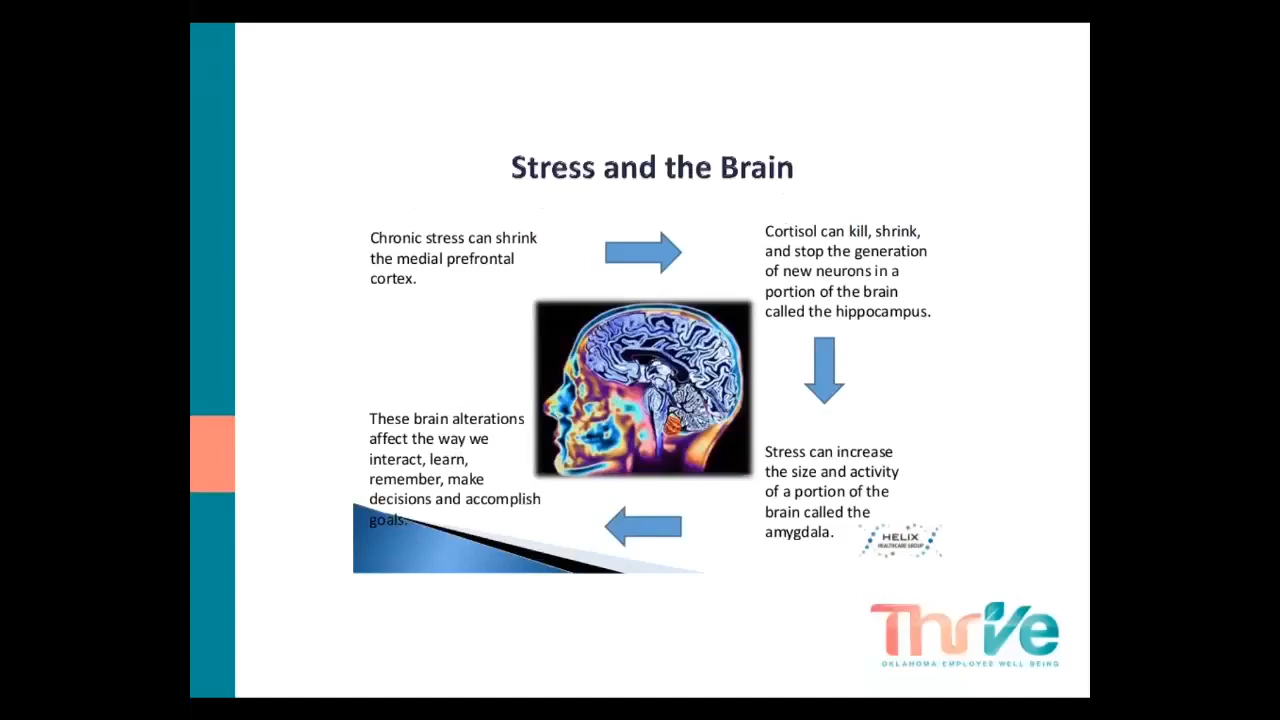 Stress and the Brain
Chronic stress can shrink
the medial prefrontal
cortex.
Cortisol can kill, shrink,
and stop the generation
of new neurons in a
portion of the brain
called the hippocampus.
Stress can increase
the size and activity
of a portion of the
brain called the
amygdala.
These brain alterations
affect the way we
interact, learn,
remember, make
decisions and accomplish
goals.
HELIX
HEALTHCARE GROUP
Thrive
OKLAHOMA EMPLOYEE WELL BEING